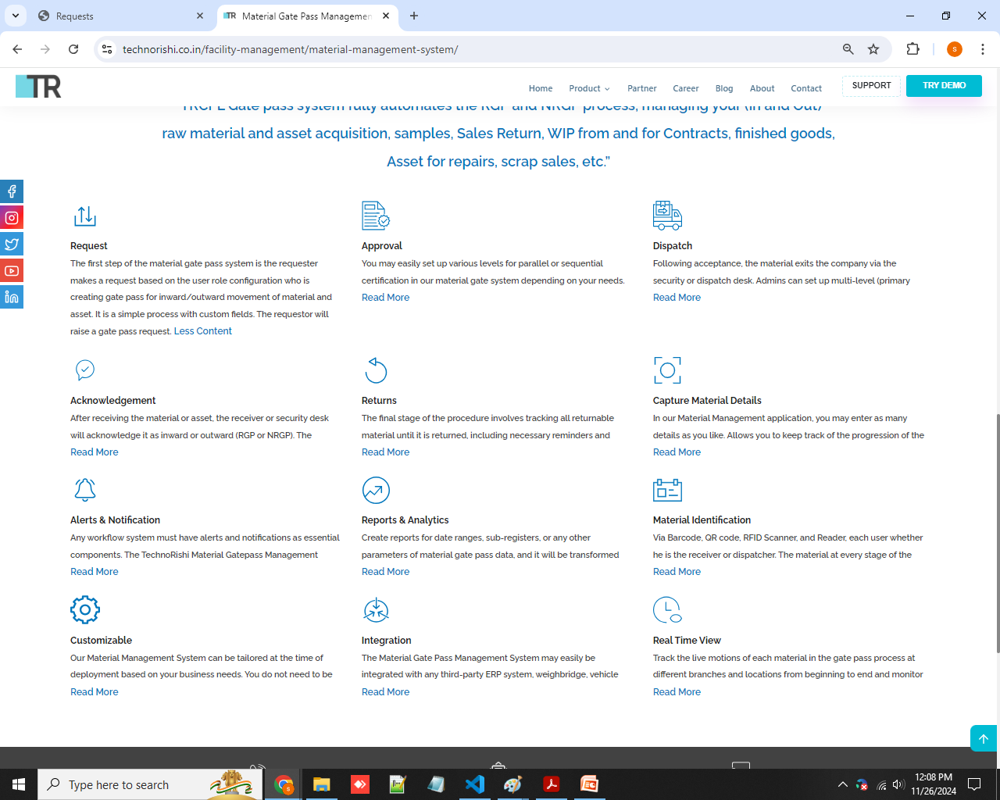 Requests
Material Gate Pass Managemen
technorishi.co.in/facility-management/material-management-system/
S
TR
Home
Product
Partner
Career
Blog
About
Contact
SUPPORT
TRY DEMO
TRCPL Gate pass system fully automates the RGP and NRGP process, managing your (In and Out)
raw material and asset acquisition, samples, Sales Return, WIP from and for Contracts, finished goods,
Asset for repairs, scrap sales, etc.”
Request
The first step of the material gate pass system is the requester
makes a request based on the user role configuration who is
creating gate pass for inward/outward movement of material and
asset. It is a simple process with custom fields. The requestor will
raise a gate pass request. Less Content
Approval
You may easily set up various levels for parallel or sequential
certification in our material gate system depending on your needs.
Read More
Dispatch
Following acceptance, the material exits the company via the
security or dispatch desk. Admins can set up multi-level (primary
Read More
Acknowledgement
After receiving the material or asset, the receiver or security desk
will acknowledge it as inward or outward (RGP or NRGP). The
Read More
Returns
The final stage of the procedure involves tracking all returnable
material until it is returned, including necessary reminders and
Read More
Capture Material Details
In our Material Management application, you may enter as many
details as you like. Allows you to keep track of the progression of the
Read More
Alerts & Notification
Any workflow system must have alerts and notifications as essential
components. The TechnoRishi Material Gatepass Management
Read More
Reports & Analytics
Create reports for date ranges, sub-registers, or any other
parameters of material gate pass data, and it will be transformed
Read More
Material Identification
Via Barcode, QR code, RFID Scanner, and Reader, each user whether
he is the receiver or dispatcher. The material at every stage of the
Read More
Customizable
Our Material Management System can be tailored at the time of
deployment based on your business needs. You do not need to be
Read More
Integration
The Material Gate Pass Management System may easily be
integrated with any third-party ERP system, weighbridge, vehicle
Read More
Real Time View
Track the live motions of each material in the gate pass process at
different branches and locations from beginning to end and monitor
Read More
Type here to search
12:08 PM
11/26/2024